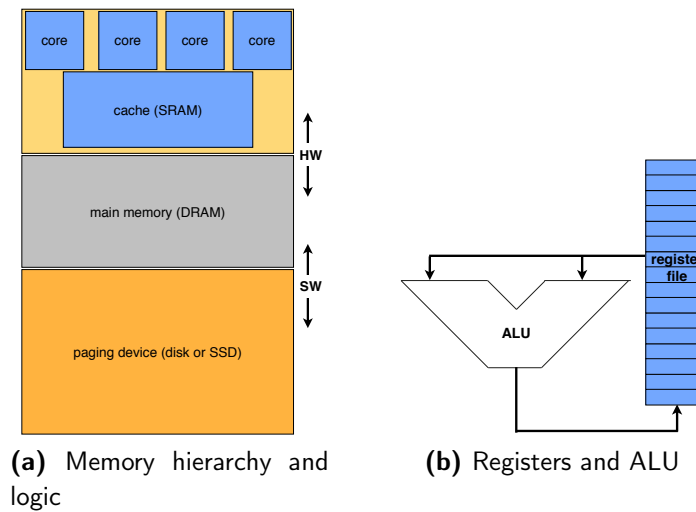 core core core core
cache (SRAM)
HW
main memory (DRAM)
SW
paging device (disk or SSD)
(a) Memory hierarchy and
logic
registe
file
ALU
(b) Registers and ALU